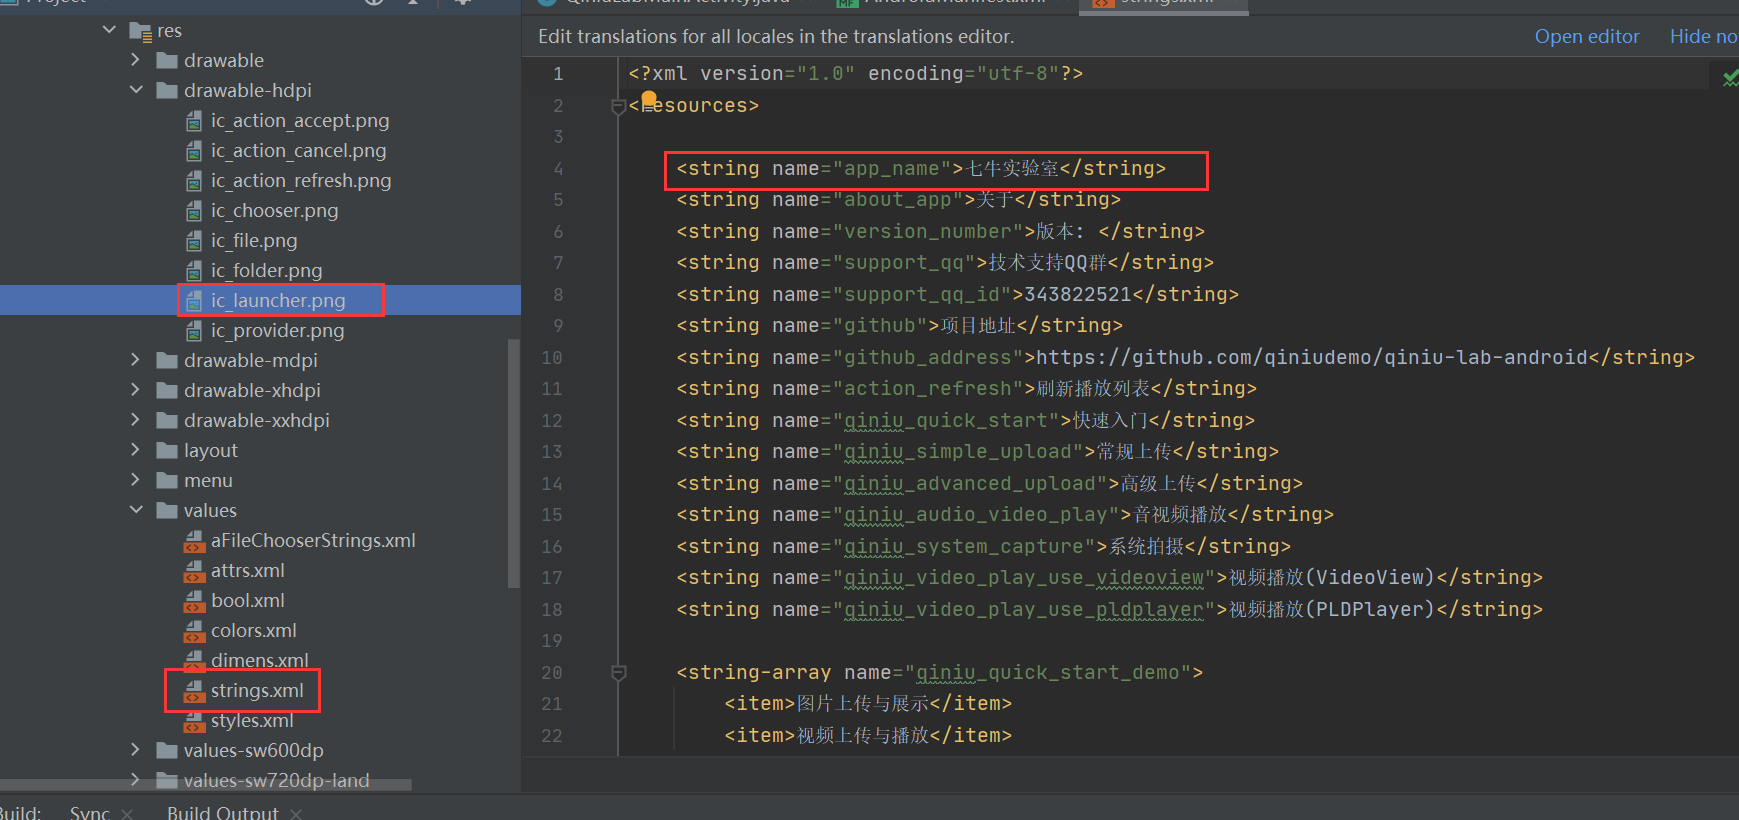 Project
QiniuLabMainActivity.java
AndroidManifest.xml
strings.xml
res
drawable
drawable-hdpi
ic_action_accept.png
ic_action_cancel.png
ic_action_refresh.png
ic_chooser.png
ic_file.png
ic_folder.png
ic_launcher.png
ic_provider.png
drawable-mdpi
drawable-xhdpi
drawable-xxhdpi
layout
menu
values
aFileChooserStrings.xml
attrs.xml
bool.xml
colors.xml
dimens.xml
strings.xml
styles.xml
values-sw600dp
values-sw720dp-land
Edit translations for all locales in the translations editor.
Open editor
Hide no
1 <?xml version="1.0" encoding="utf-8"?>
2 <resources>
3
4 <string name="app_name">七牛实验室</string>
5 <string name="about_app">关于</string>
6 <string name="version_number">版本: </string>
7 <string name="support_qq">技术支持QQ群</string>
8 <string name="support_qq_id">343822521</string>
9 <string name="github">项目地址</string>
10 <string name="github_address">https://github.com/qiniudemo/qiniu-lab-android</string>
11 <string name="action_refresh">刷新播放列表</string>
12 <string name="qiniu_quick_start">快速入门</string>
13 <string name="qiniu_simple_upload">常规上传</string>
14 <string name="qiniu_advanced_upload">高级上传</string>
15 <string name="qiniu_audio_video_play">音视频播放</string>
16 <string name="qiniu_system_capture">系统拍摄</string>
17 <string name="qiniu_video_play_use_videoview">视频播放(VideoView)</string>
18 <string name="qiniu_video_play_use_pldplayer">视频播放(PLDPlayer)</string>
19
20 <string-array name="qiniu_quick_start_demo">
21 <item>图片上传与展示</item>
22 <item>视频上传与播放</item>
Build: Sync Build Output